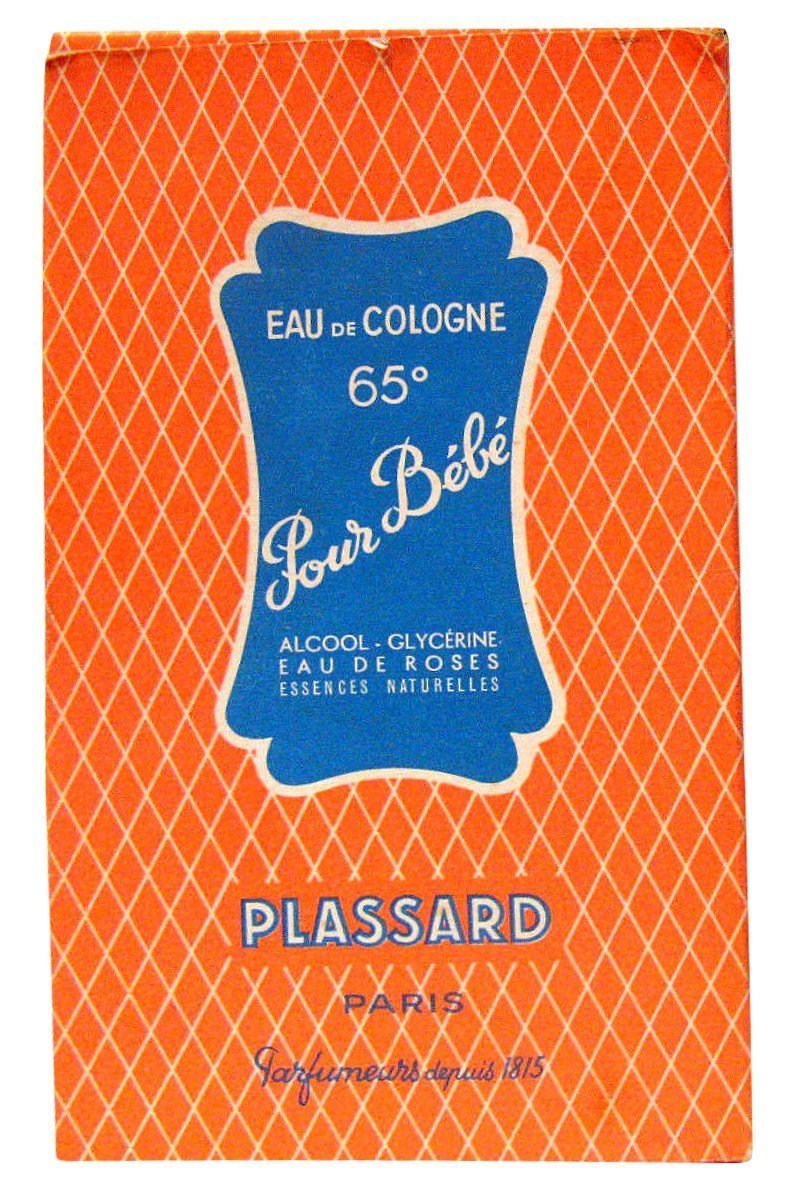 EAU DE COLOGNE
65°
Pour Bébé
ALCOOL - GLYCÉRINE
EAU DE ROSES
ESSENCES NATURELLES
PLASSARD
PARIS
Parfumeurs depuis 1815